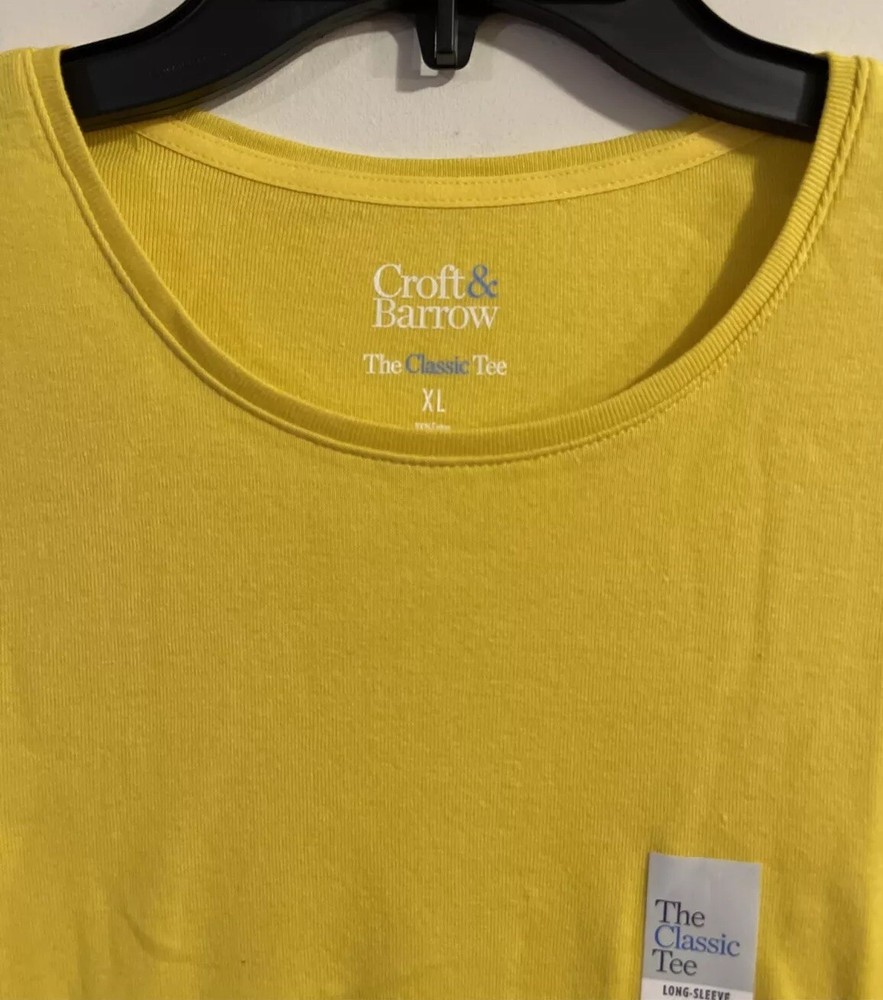 Croft&
Barrow
The Classic Tee
XL
The
Classic
Tee
LONG-SLEEVE